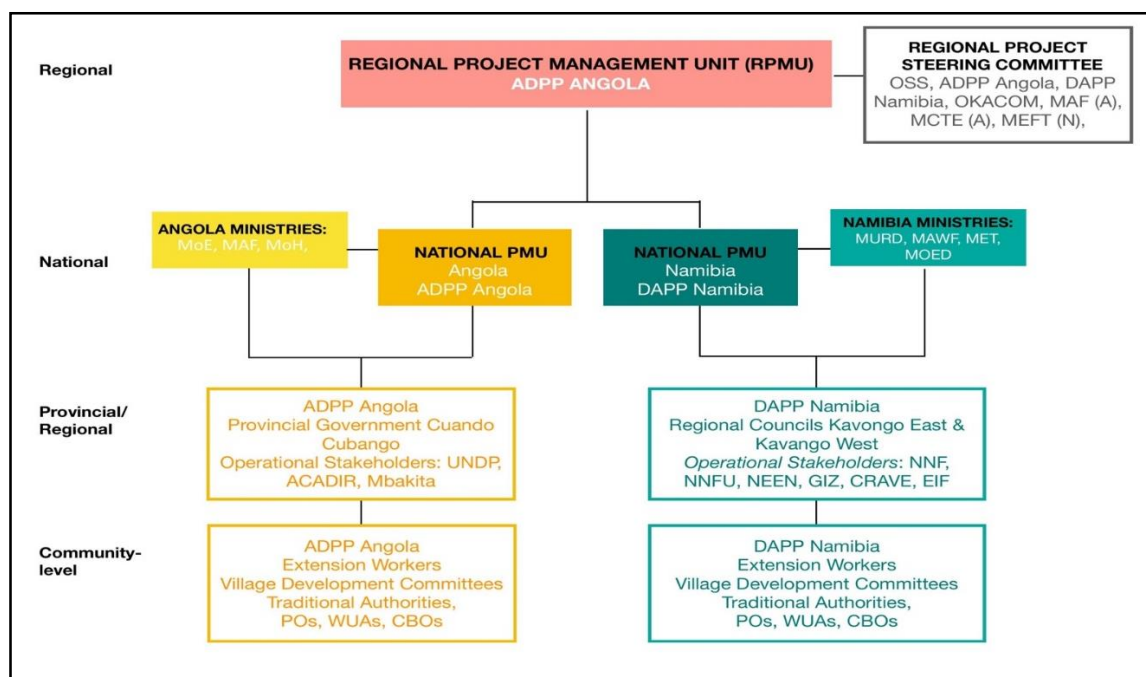 Regional
REGIONAL PROJECT MANAGEMENT UNIT (RPMU)
ADPP ANGOLA
REGIONAL PROJECT
STEERING COMMITTEE
OSS, ADPP Angola, DAPP
Namibia, OKACOM, MAF (A),
MCTE (A), MEFT (N),
National
ANGOLA MINISTRIES:
MoE, MAF, MoH,
NATIONAL PMU
Angola
ADPP Angola
NATIONAL PMU
Namibia
DAPP Namibia
NAMIBIA MINISTRIES:
MURD, MAWF, MET,
MOED
Provincial/
Regional
ADPP Angola
Provincial Government Cuando
Cubango
Operational Stakeholders: UNDP,
ACADIR, Mbakita
DAPP Namibia
Regional Councils Kavongo East &
Kavango West
Operational Stakeholders: NNF,
NNFU, NEEN, GIZ, CRAVE, EIF
Community-
level
ADPP Angola
Extension Workers
Village Development Committees
Traditional Authorities,
POs, WUAs, CBOs
DAPP Namibia
Extension Workers
Village Development Committees
Traditional Authorities,
POs, WUAs, CBOs